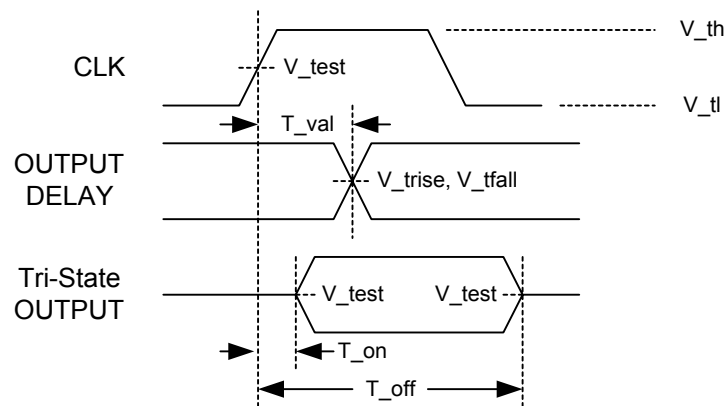 V_th
CLK
V_test
V_tl
T_val
OUTPUT
DELAY
V_trise, V_tfall
Tri-State
OUTPUT
V_test
V_test
T_on
T_off